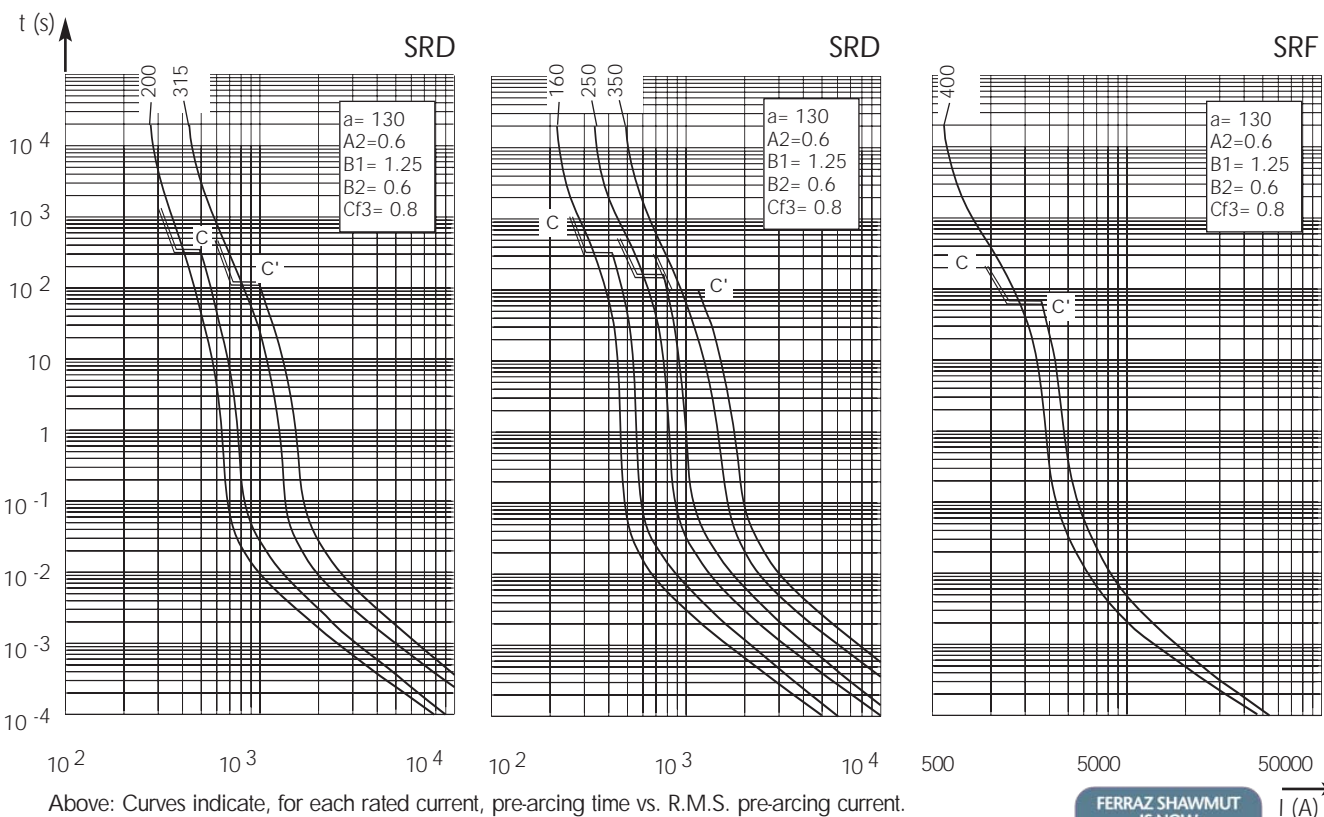 t (s)
SRD
SRD
SRF
200
315
160
250
350
400
a= 130
A2=0.6
B1= 1.25
B2= 0.6
Cf3= 0.8
a= 130
A2=0.6
B1= 1.25
B2= 0.6
Cf3= 0.8
a= 130
A2=0.6
B1= 1.25
B2= 0.6
Cf3= 0.8
10 4
10 3
10 2
10
1
10 -1
10 -2
10 -3
10 -4
C
C'
C
C'
C
C'
10 2
10 3
10 4
10 2
10 3
10 4
500
5000
50000
I (A)
Above: Curves indicate, for each rated current, pre-arcing time vs. R.M.S. pre-arcing current.
FERRAZ SHAWMUT
IS NOW